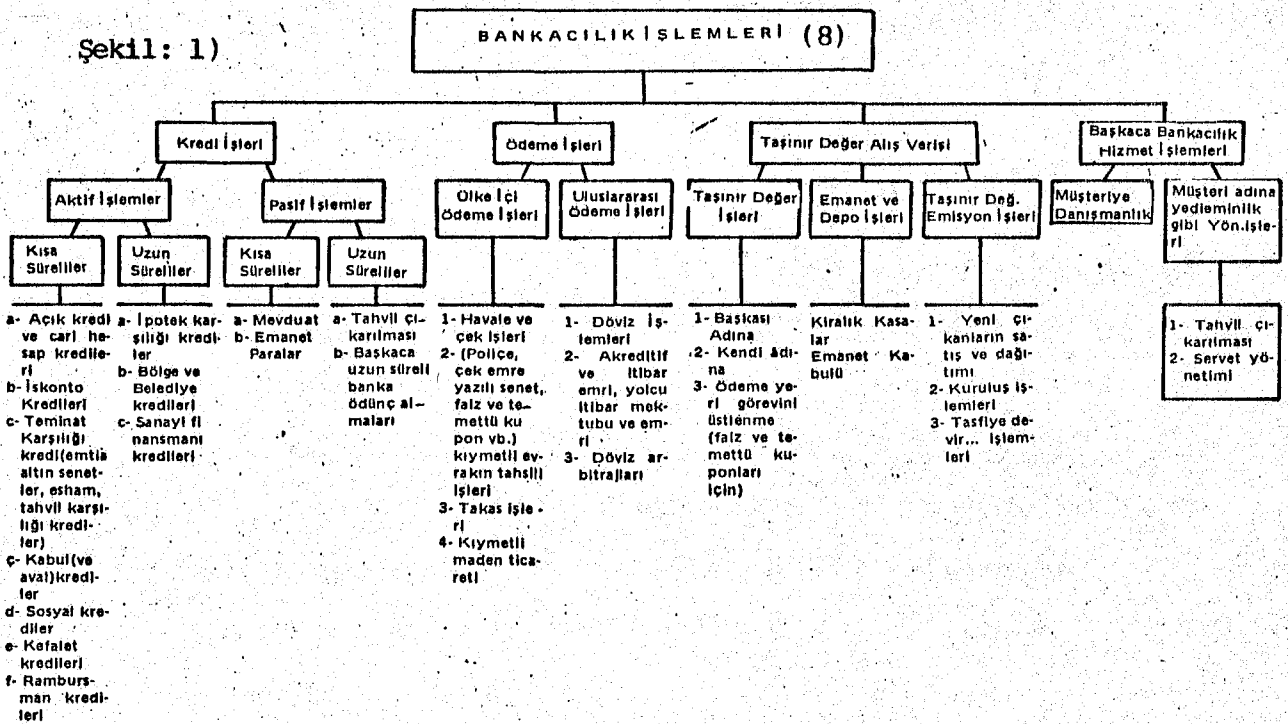 Şekil: 1)
BANKACILIK İŞLEMLERİ (8)
Kredi İşleri
Ödeme İşleri
Taşınır Değer Alış Verişi
Başkaca Bankacılık
Hizmet İşlemleri
Aktif İşlemler
Pasif İşlemler
Ülke İçi
Ödeme İşleri
Uluslararası
Ödeme İşleri
Taşınır Değer
İşleri
Emanet ve
Depo İşleri
Taşınır Değ.
Emisyon İşleri
Müşteriye
Danışmanlık
Müşteri adına
yediеminlik
gibi Yön.işle-
ri
Kısa
Süreliler
Uzun
Süreliler
Kısa
Süreliler
Uzun
Süreliler
a- Açık kredi
ve cari he-
sap kredile-
ri
b- İskonto
Kredileri
c- Teminat
Karşılığı
kredi(emtia
altın senet-
ler, esham,
tahvil karşı-
lığı kredi-
ler)
ç- Kabul(ve
aval)kredi-
ler
d- Sosyal kre-
diler
e- Kefalet
kredileri
f- Ramburs-
man kredi-
leri
a- İpotek kar-
şılığı kredi-
ler
b- Bölge ve
Belediye
kredileri
c- Sanayi fi
nansmanı
kredileri
a- Mevduat
b- Emanet
Paralar
a- Tahvil çı-
karılması
b- Başkaca
uzun süreli
banka
ödünç al-
maları
1- Havale ve
çek işleri
2- (Poliçe,
çek emre
yazılı senet,
faiz ve te-
mettü ku
pon vb.)
kıymetli ev-
rakın tahsili
işleri
3- Takas işle-
ri
4- Kıymetli
maden tica-
reti
1- Döviz İş-
lemleri
2- Akreditif
ve itibar
emri, yolcu
itibar mek-
tubu ve em-
ri
3- Döviz ar-
bitrajları
1- Başkası
Adına
2- Kendi Adı-
na
3- Ödeme ye-
ri görevini
üstlenme
(faiz ve te-
mettü ku-
ponları
için)
Kiralık Kasa-
lar
Emanet Ka-
bulü
1- Yeni çı-
kanların sa-
tış ve dağı-
tımı
2- Kuruluş iş-
lemleri
3- Tasfiye de-
vir... işlem-
leri
1- Tahvil çı-
karılması
2- Servet yö-
netimi